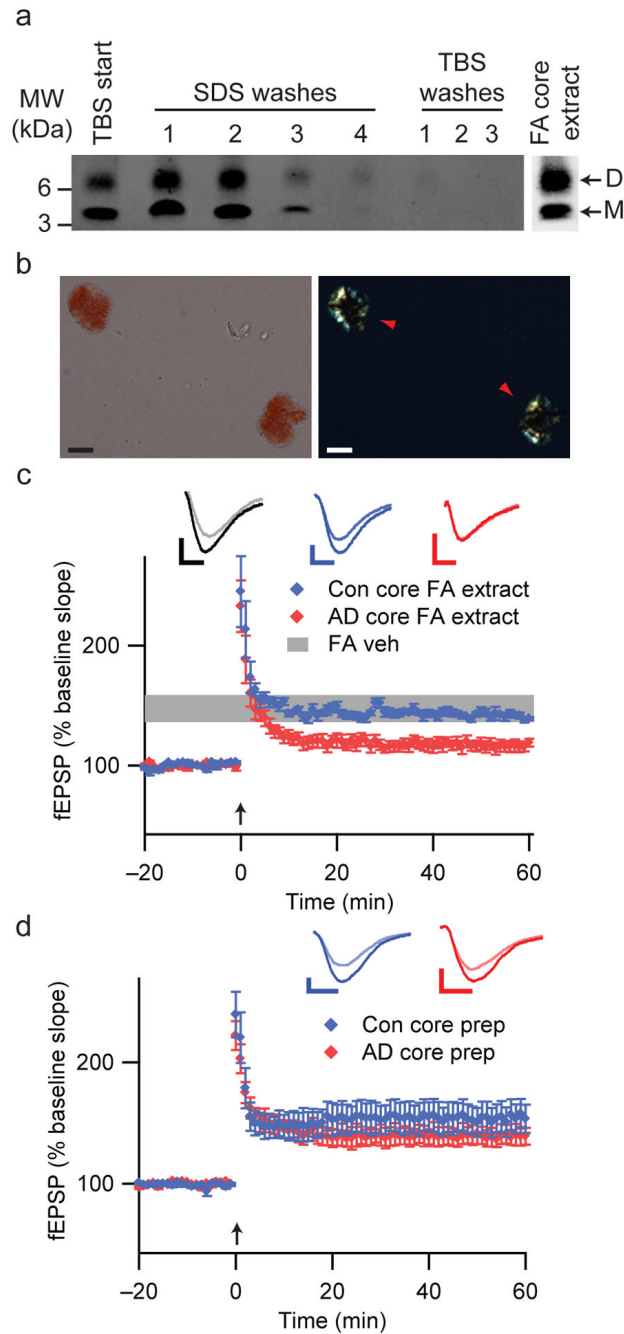 a
MW
(kDa)
TBS start
SDS washes
1 2 3 4
TBS
washes
1 2 3
FA core
extract
6
3
D
M
b
c
Con core FA extract
AD core FA extract
FA veh
fEPSP (% baseline slope)
200
100
−20 0 20 40 60
Time (min)
d
Con core prep
AD core prep
fEPSP (% baseline slope)
200
100
−20 0 20 40 60
Time (min)